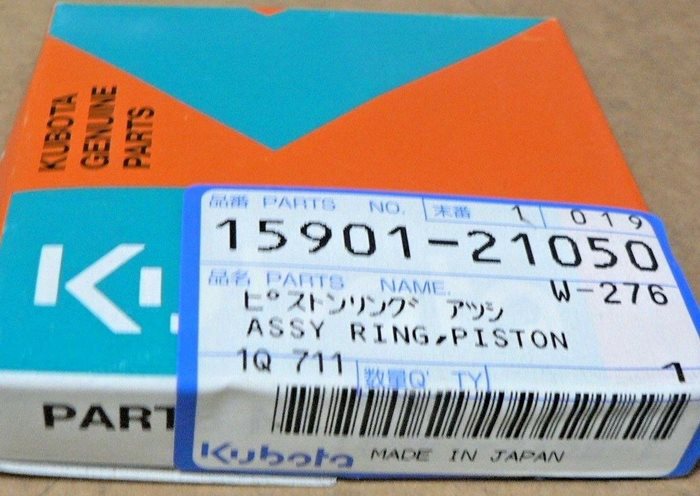 KUBOTA
GENUINE
PARTS
品番 PARTS NO. 末番 1 019
15901-21050
品名 PARTS NAME. W-276
ピストンリング アツシ
ASSY RING,PISTON
1Q 711 数量Q'TY 1
PART
Kubota MADE IN JAPAN